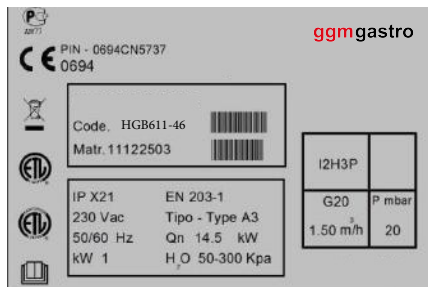 ggmgastro
PIN - 0694CN5737
0694
Code. HGB611-46
Matr. 11122503
IP X21 EN 203-1
230 Vac Tipo - Type A3
50/60 Hz Qn 14.5 kW
kW 1 H2O 50-300 Kpa
I2H3P
G20 P mbar
1.50 m3/h 20
ETL
ETL